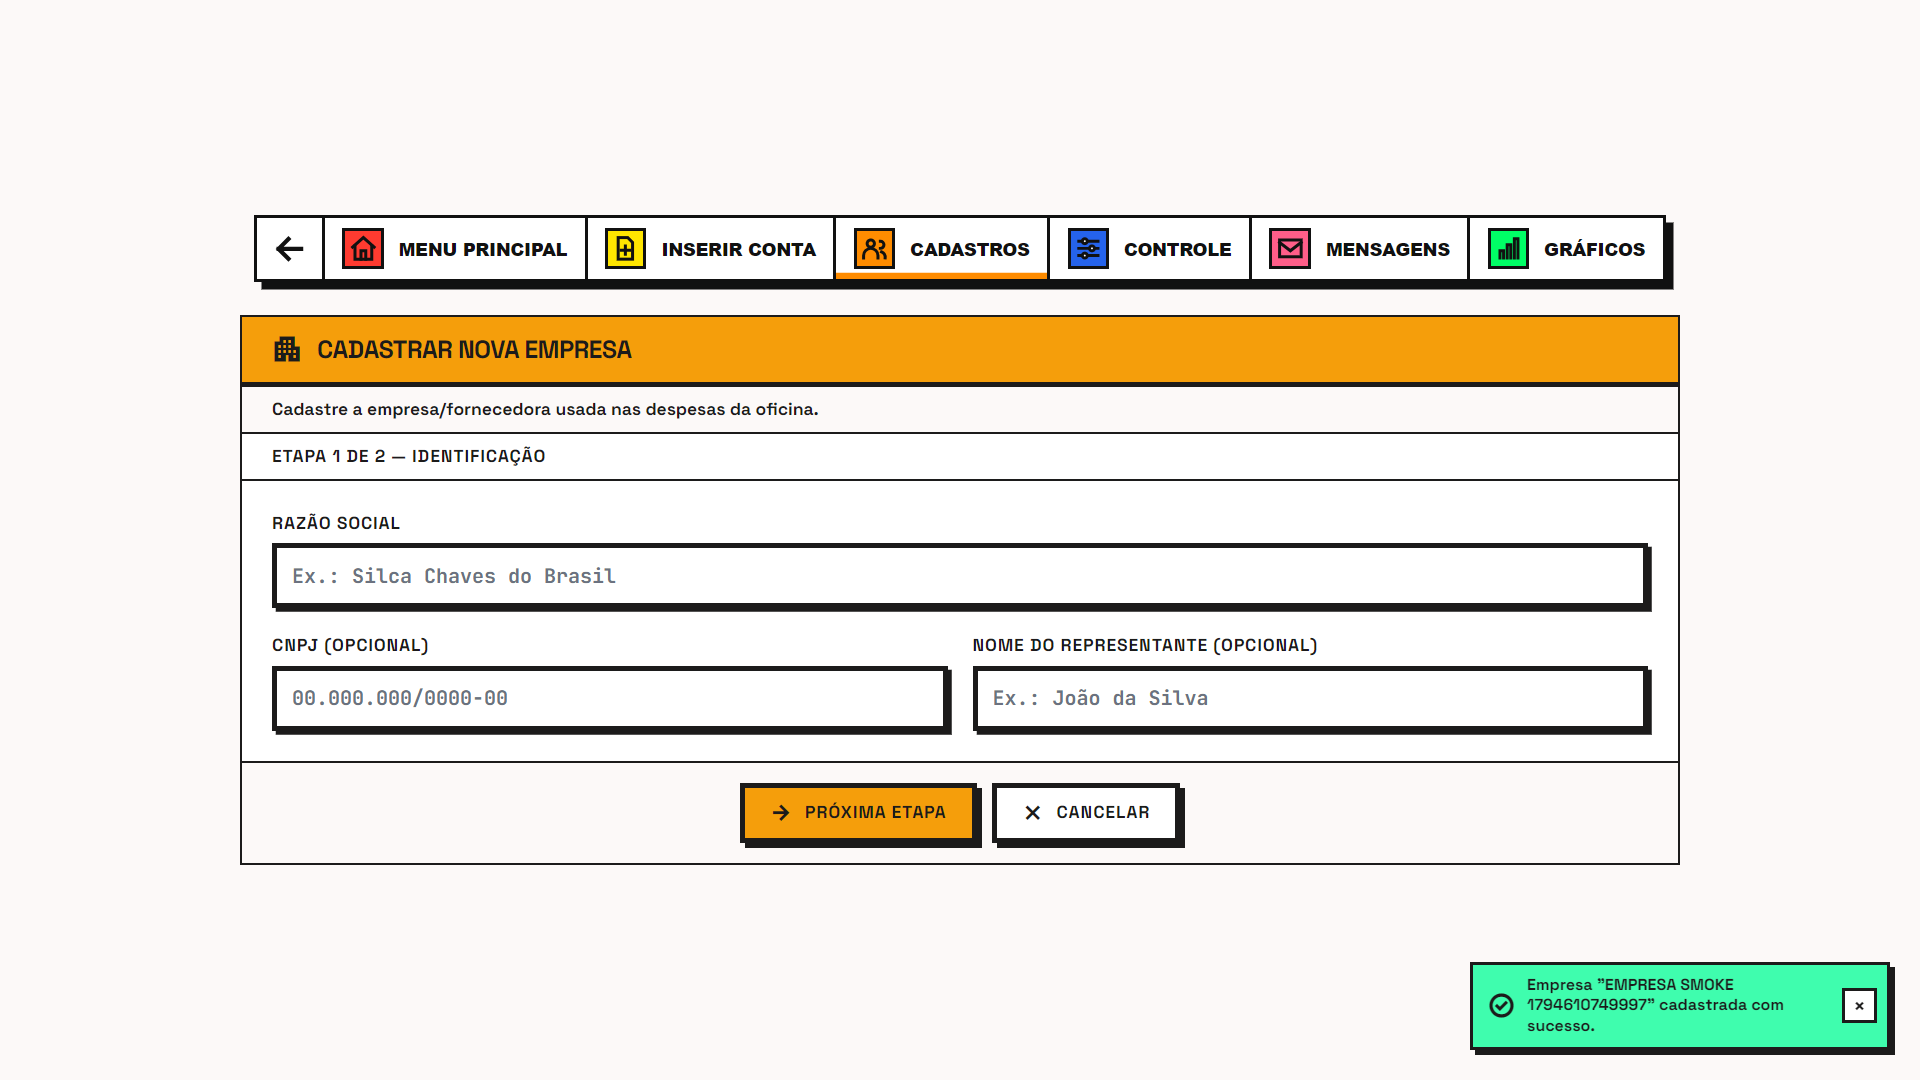 MENU PRINCIPAL
INSERIR CONTA
CADASTROS
CONTROLE
MENSAGENS
GRÁFICOS
CADASTRAR NOVA EMPRESA
Cadastre a empresa/fornecedora usada nas despesas da oficina.
ETAPA 1 DE 2 — IDENTIFICAÇÃO
RAZÃO SOCIAL
Ex.: Silca Chaves do Brasil
CNPJ (OPCIONAL)
NOME DO REPRESENTANTE (OPCIONAL)
00.000.000/0000-00
Ex.: João da Silva
PRÓXIMA ETAPA
CANCELAR
Empresa "EMPRESA SMOKE
1794610749997" cadastrada com
sucesso.